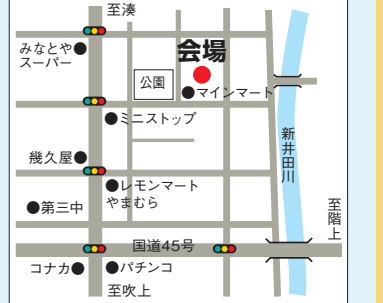 至湊
みなとや
スーパー
会場
公園
マインマート
ミニストップ
新井田川
幾久屋
レモンマート
やまむら
第三中
至階上
国道45号
コナカ
パチンコ
至吹上